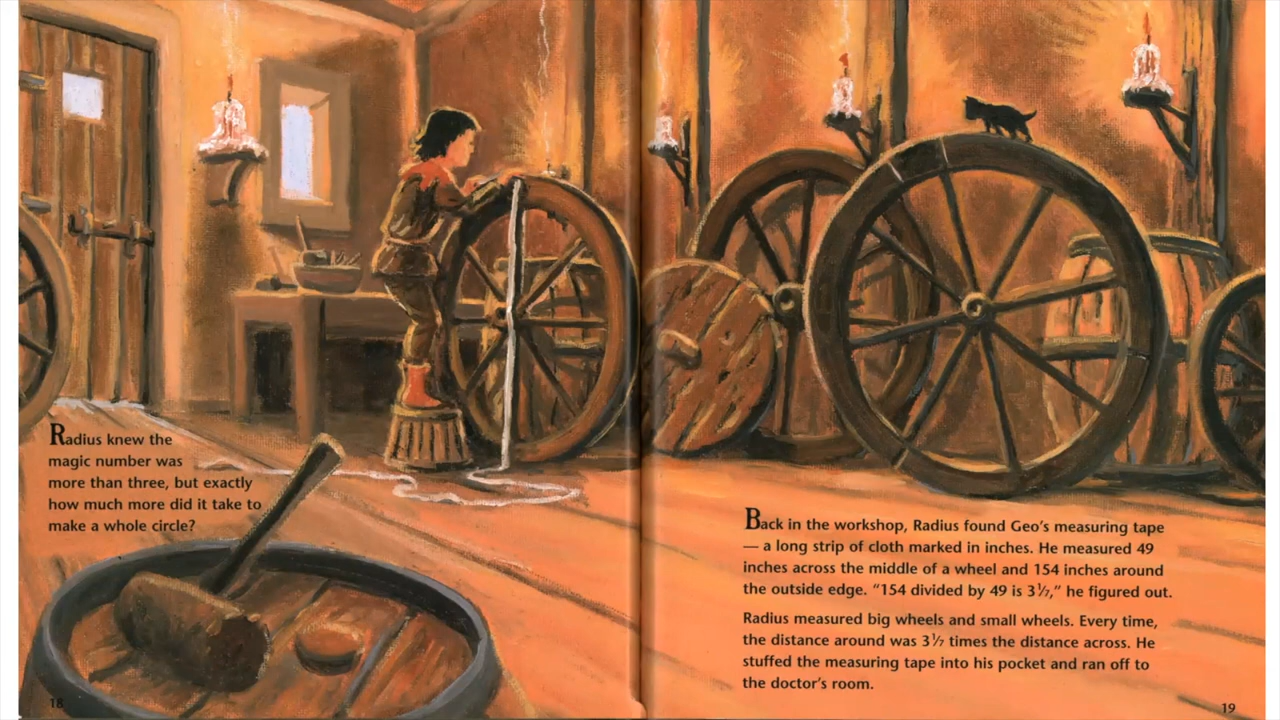 Radius knew the
magic number was
more than three, but exactly
how much more did it take to
make a whole circle?
18
Back in the workshop, Radius found Geo's measuring tape
— a long strip of cloth marked in inches. He measured 49
inches across the middle of a wheel and 154 inches around
the outside edge. “154 divided by 49 is 3 1/7,” he figured out.
Radius measured big wheels and small wheels. Every time,
the distance around was 3 1/7 times the distance across. He
stuffed the measuring tape into his pocket and ran off to
the doctor's room.
19